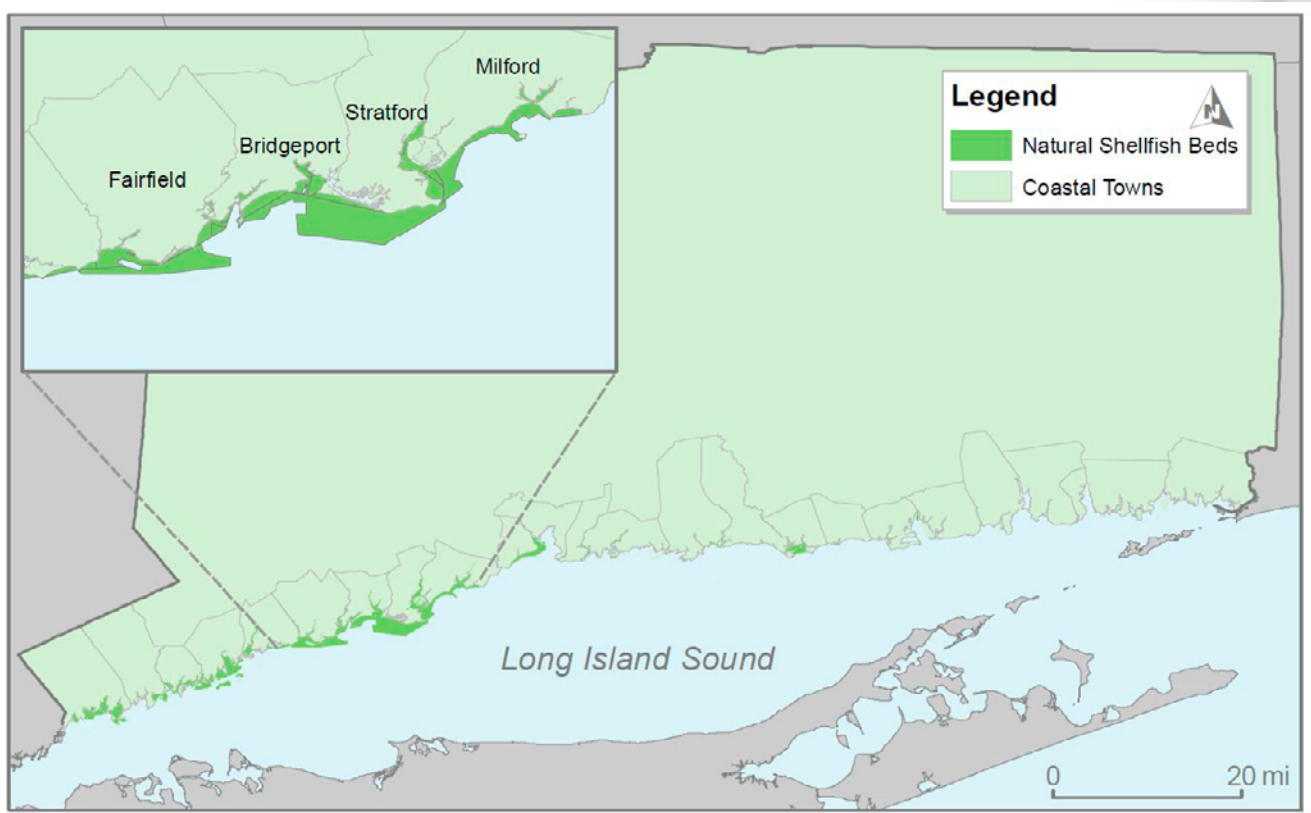 Milford
Stratford
Bridgeport
Fairfield
Legend
N
Natural Shellfish Beds
Coastal Towns
Long Island Sound
0 20 mi